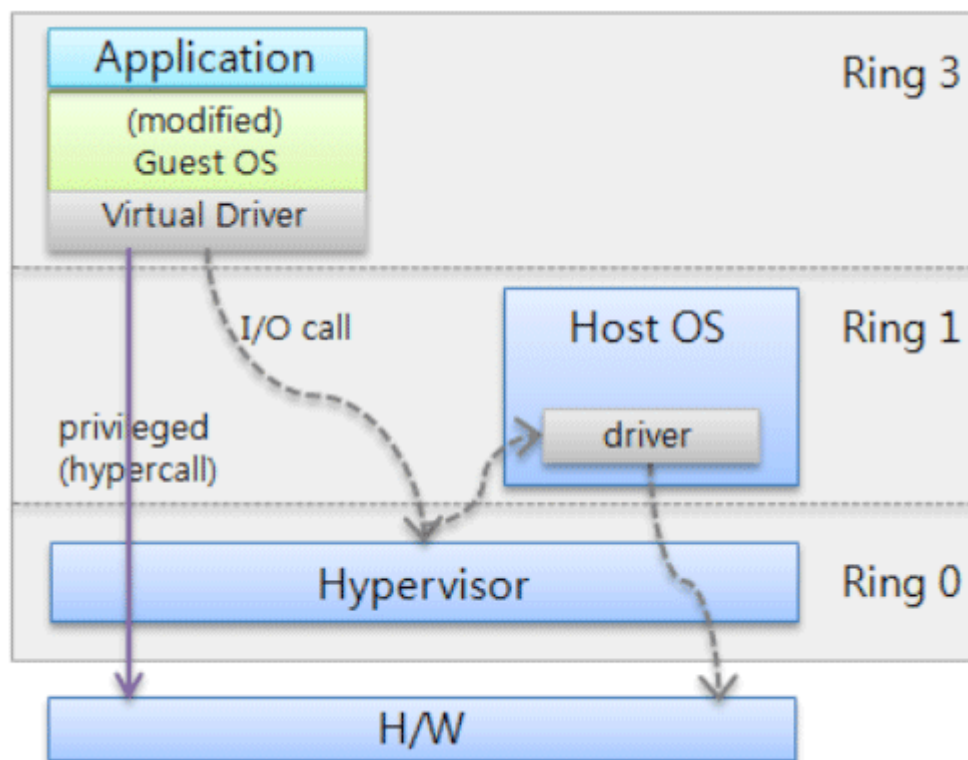 Application
Ring 3
(modified)
Guest OS
Virtual Driver
I/O call
Host OS
Ring 1
privileged
(hypercall)
driver
Hypervisor
Ring 0
H/W